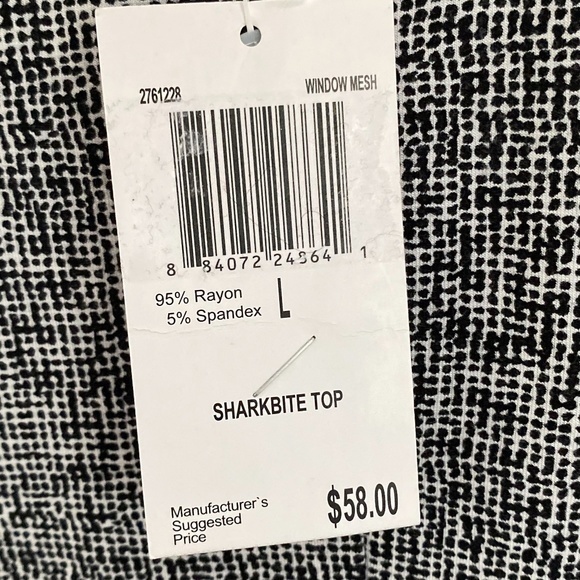 2761228 WINDOW MESH
8 84072 24864 1
95% Rayon
5% Spandex L
SHARKBITE TOP
Manufacturer`s
Suggested
Price $58.00